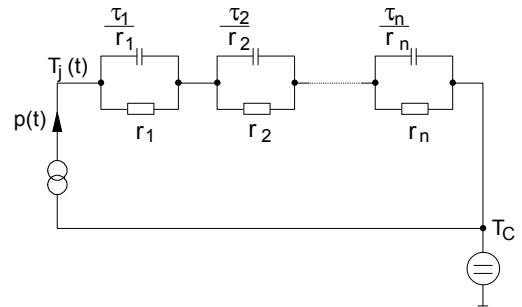 τ1 τ2 τn
r1 r2 rn
Tj (t)
r1 r2 rn
p(t)
TC